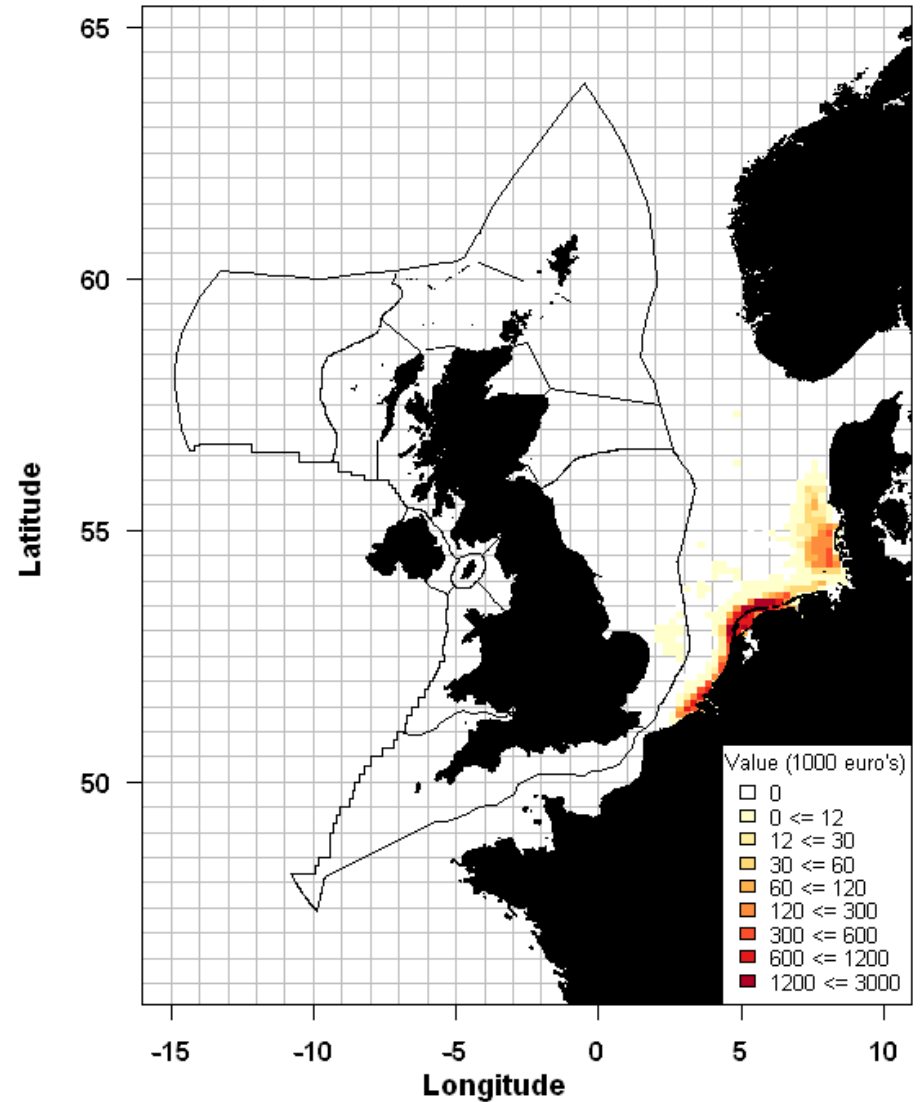 65
60
55
50
Latitude
Value (1000 euro's)
0
0 <= 12
12 <= 30
30 <= 60
60 <= 120
120 <= 300
300 <= 600
600 <= 1200
1200 <= 3000
-15 -10 -5 0 5 10
Longitude